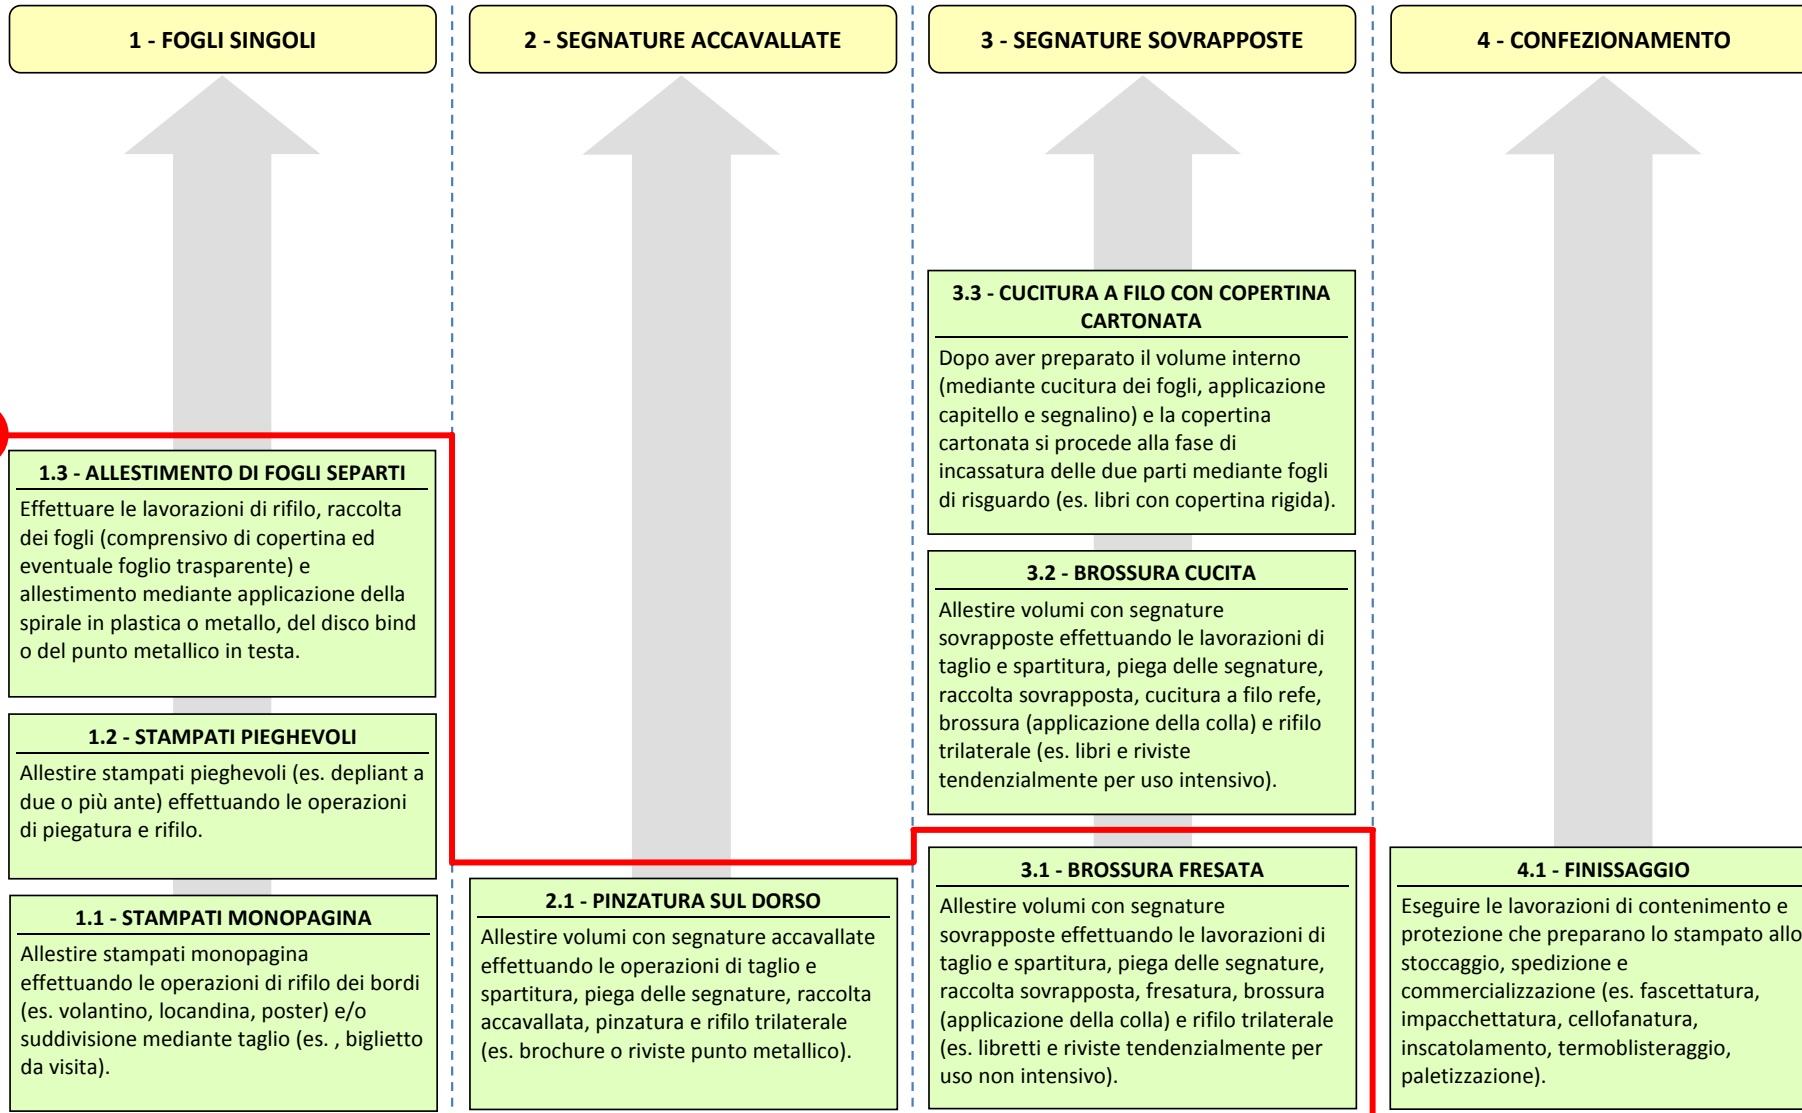 1 - FOGLI SINGOLI
2 - SEGNATURE ACCAVALLATE
3 - SEGNATURE SOVRAPPOSTE
4 - CONFEZIONAMENTO
1.3 - ALLESTIMENTO DI FOGLI SEPARTI
Effettuare le lavorazioni di rifilo, raccolta
dei fogli (comprensivo di copertina ed
eventuale foglio trasparente) e
allestimento mediante applicazione della
spirale in plastica o metallo, del disco bind
o del punto metallico in testa.
1.2 - STAMPATI PIEGHEVOLI
Allestire stampati pieghevoli (es. depliant a
due o più ante) effettuando le operazioni
di piegatura e rifilo.
1.1 - STAMPATI MONOPAGINA
Allestire stampati monopagina
effettuando le operazioni di rifilo dei bordi
(es. volantino, locandina, poster) e/o
suddivisione mediante taglio (es. , biglietto
da visita).
2.1 - PINZATURA SUL DORSO
Allestire volumi con segnature accavallate
effettuando le operazioni di taglio e
spartitura, piega delle segnature, raccolta
accavallata, pinzatura e rifilo trilaterale
(es. brochure o riviste punto metallico).
3.3 - CUCITURA A FILO CON COPERTINA
CARTONATA
Dopo aver preparato il volume interno
(mediante cucitura dei fogli, applicazione
capitello e segnalino) e la copertina
cartonata si procede alla fase di
incassatura delle due parti mediante fogli
di risguardo (es. libri con copertina rigida).
3.2 - BROSSURA CUCITA
Allestire volumi con segnature
sovrapposte effettuando le lavorazioni di
taglio e spartitura, piega delle segnature,
raccolta sovrapposta, cucitura a filo refe,
brossura (applicazione della colla) e rifilo
trilaterale (es. libri e riviste
tendenzialmente per uso intensivo).
3.1 - BROSSURA FRESATA
Allestire volumi con segnature
sovrapposte effettuando le lavorazioni di
taglio e spartitura, piega delle segnature,
raccolta sovrapposta, fresatura, brossura
(applicazione della colla) e rifilo trilaterale
(es. libretti e riviste tendenzialmente per
uso non intensivo).
4.1 - FINISSAGGIO
Eseguire le lavorazioni di contenimento e
protezione che preparano lo stampato allo
stoccaggio, spedizione e
commercializzazione (es. fascettatura,
impacchettatura, cellofanatura,
inscatolamento, termoblisteraggio,
paletizzazione).